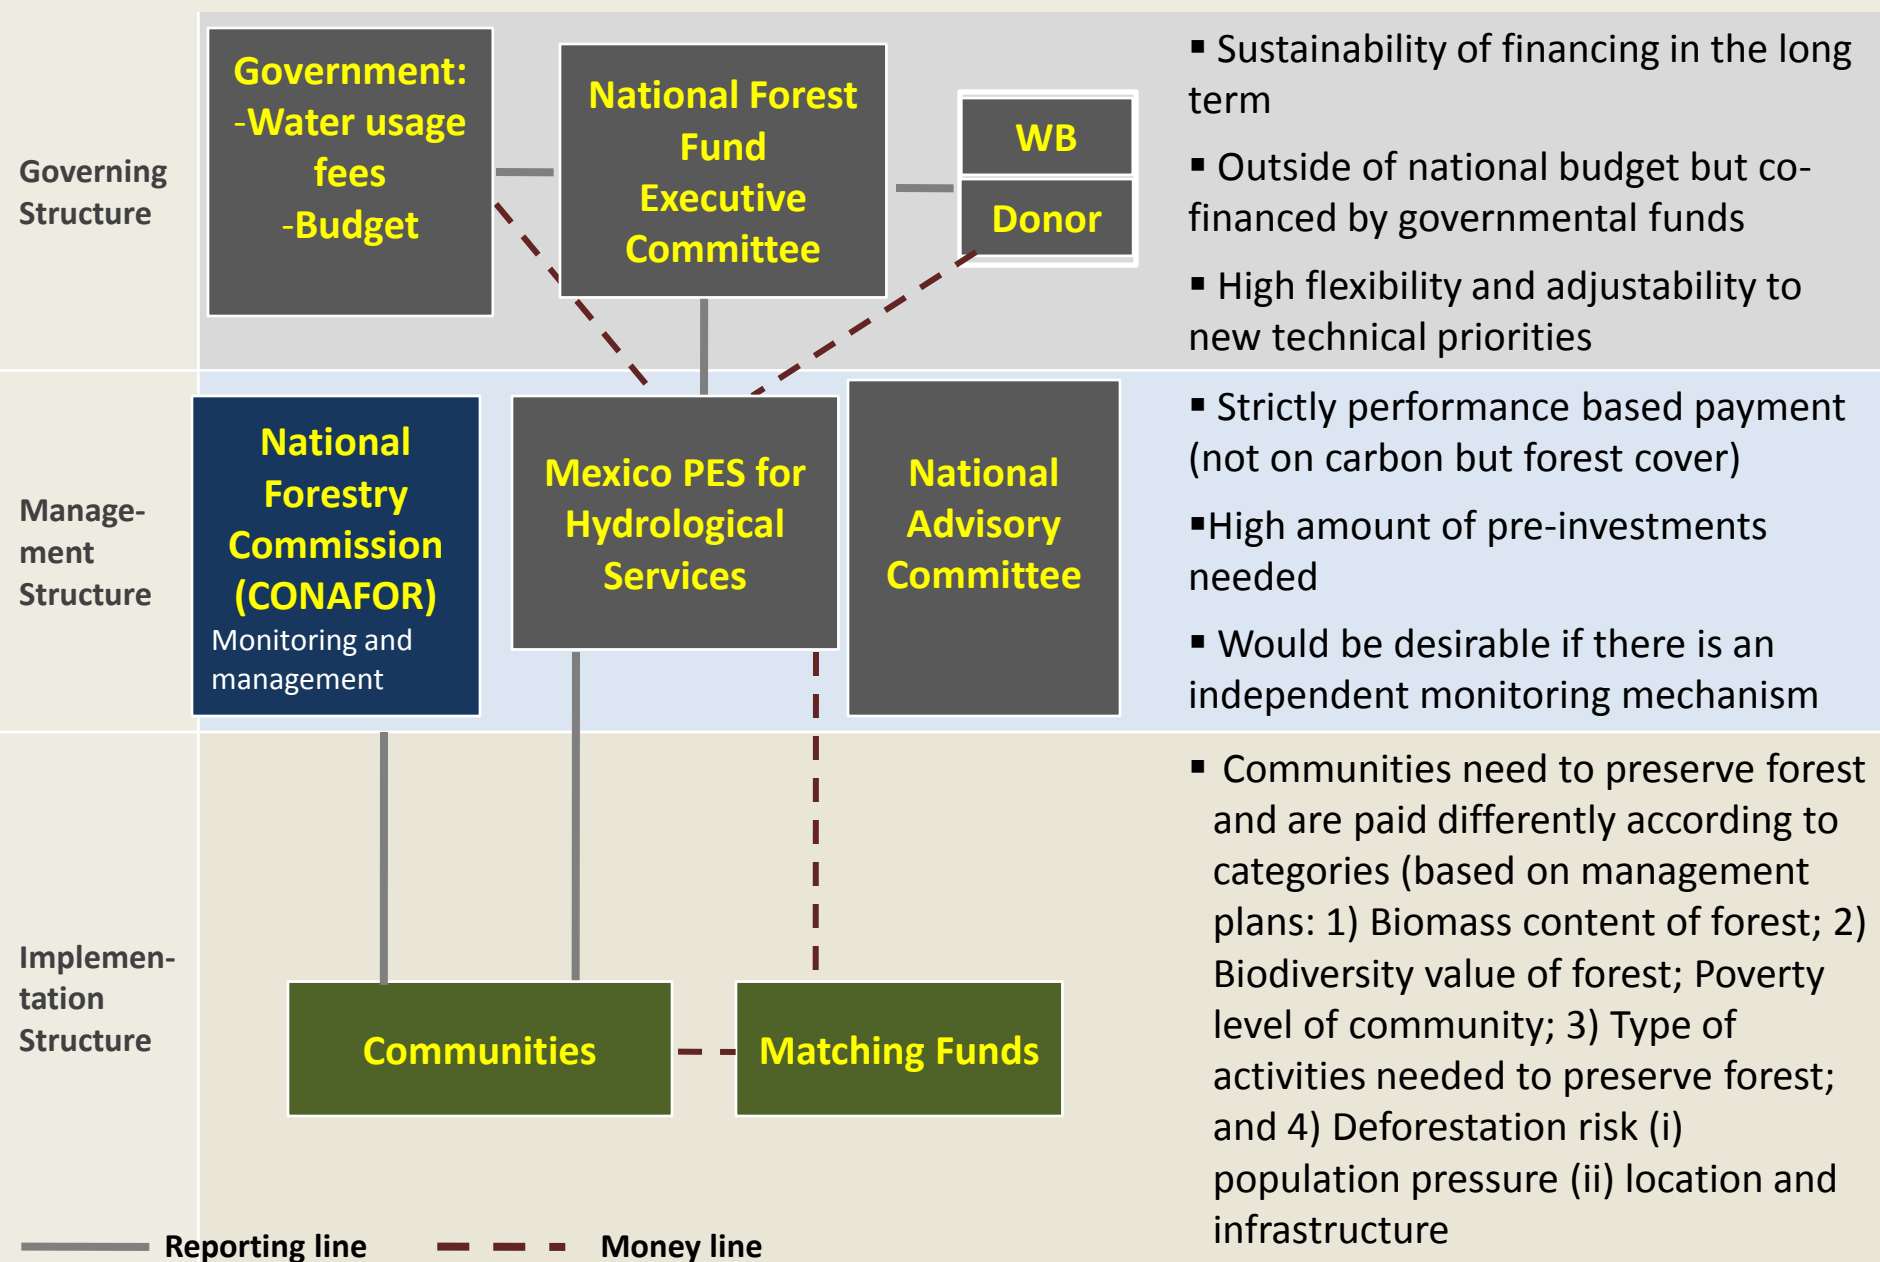 Governing
Structure
Government:
-Water usage
fees
-Budget
National Forest
Fund
Executive
Committee
WB
Donor
▪ Sustainability of financing in the long
term
▪ Outside of national budget but co-
financed by governmental funds
▪ High flexibility and adjustability to
new technical priorities
Manage-
ment
Structure
National
Forestry
Commission
(CONAFOR)
Monitoring and
management
Mexico PES for
Hydrological
Services
National
Advisory
Committee
▪ Strictly performance based payment
(not on carbon but forest cover)
▪High amount of pre-investments
needed
▪ Would be desirable if there is an
independent monitoring mechanism
Implemen-
tation
Structure
Communities
Matching Funds
▪ Communities need to preserve forest
and are paid differently according to
categories (based on management
plans: 1) Biomass content of forest; 2)
Biodiversity value of forest; Poverty
level of community; 3) Type of
activities needed to preserve forest;
and 4) Deforestation risk (i)
population pressure (ii) location and
infrastructure
Reporting line
Money line